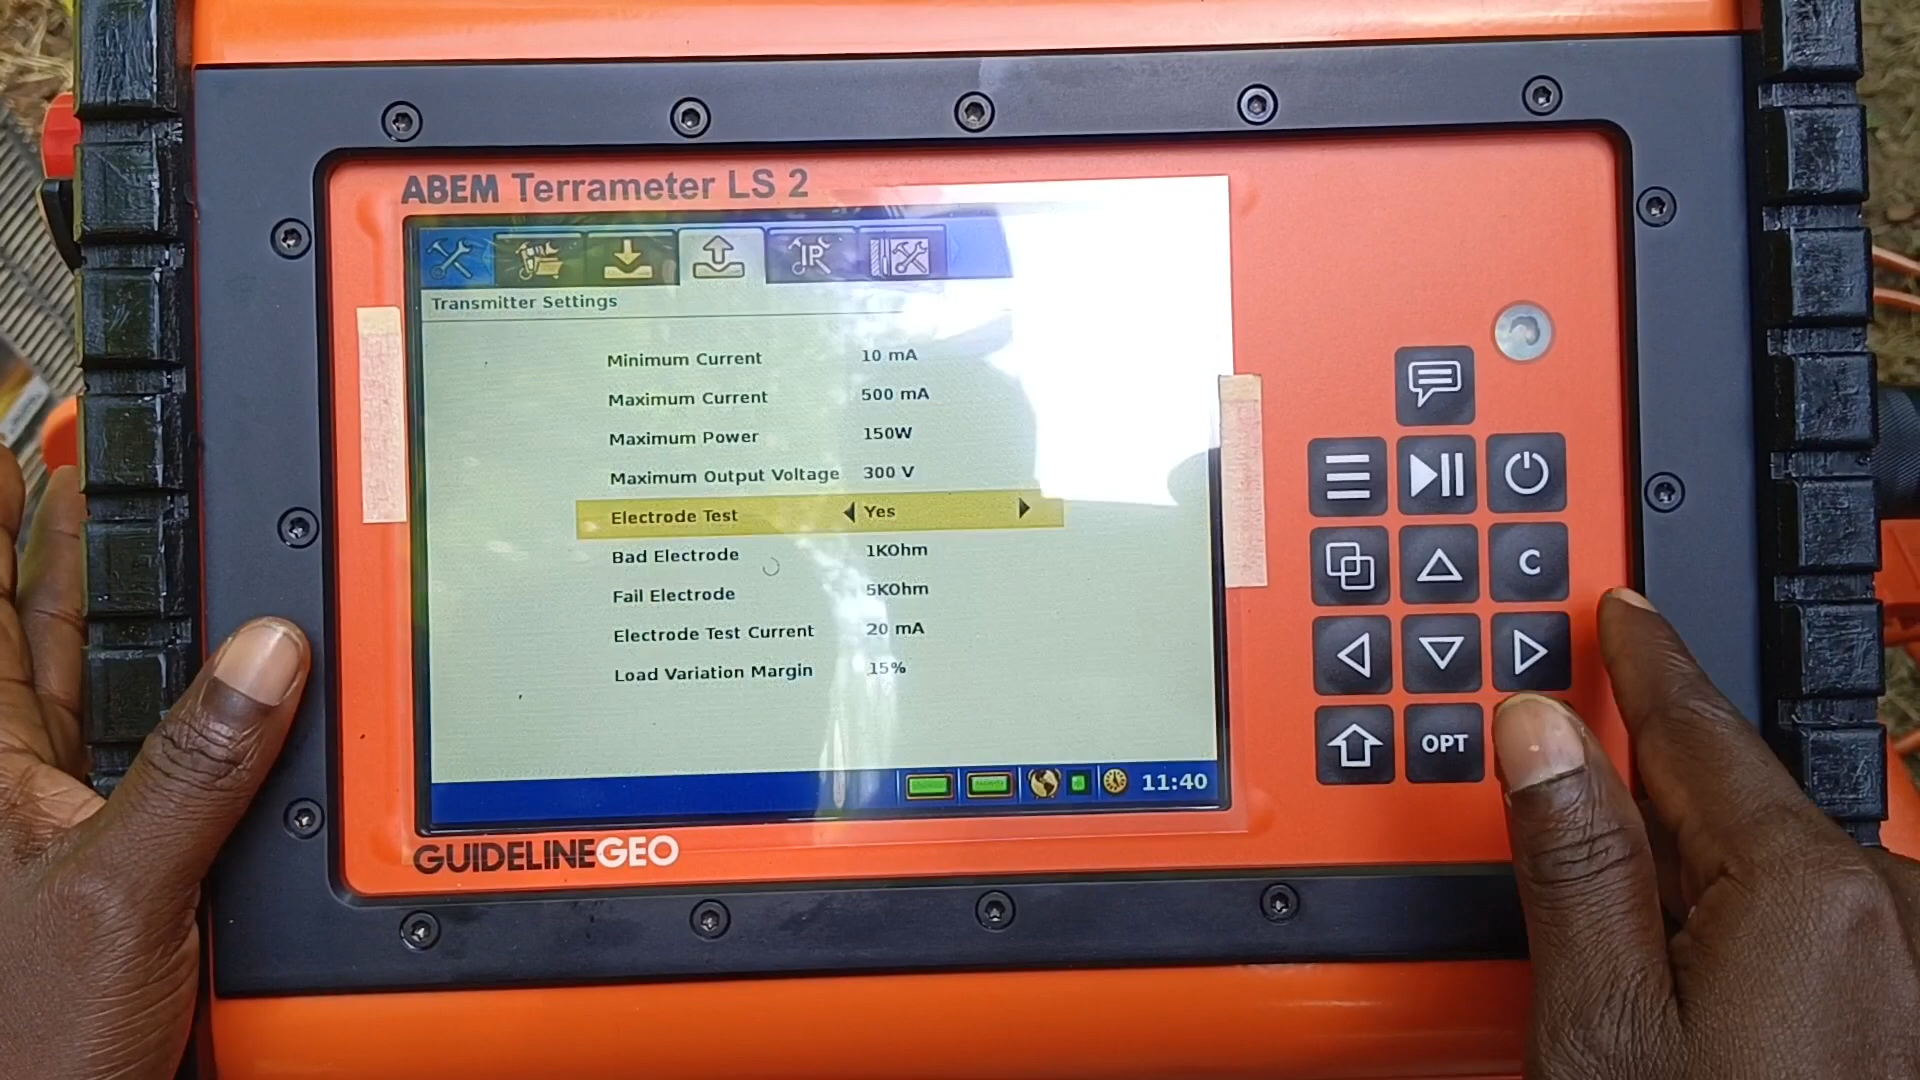 ABEM Terrameter LS 2
IP
Transmitter Settings
Minimum Current 10 mA
Maximum Current 500 mA
Maximum Power 150W
Maximum Output Voltage 300 V
Electrode Test Yes
Bad Electrode 1KOhm
Fail Electrode 5KOhm
Electrode Test Current 20 mA
Load Variation Margin 15%
11:40
GUIDELINEGEO
C
OPT